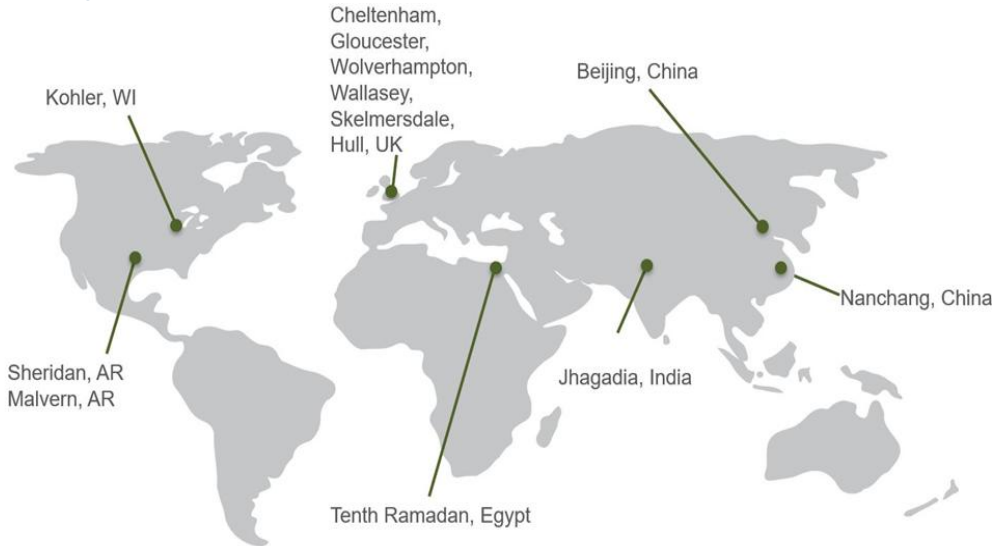 Cheltenham,
Gloucester,
Wolverhampton,
Wallasey,
Skelmersdale,
Hull, UK
Kohler, WI
Beijing, China
Nanchang, China
Sheridan, AR
Malvern, AR
Jhagadia, India
Tenth Ramadan, Egypt